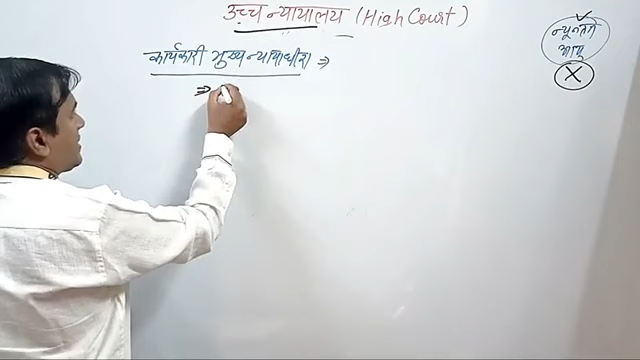 उच्च न्यायालय (High Court)
न्यूनतम
आयु
कार्यकारी मुख्य न्यायाधीश ⇒
⇒